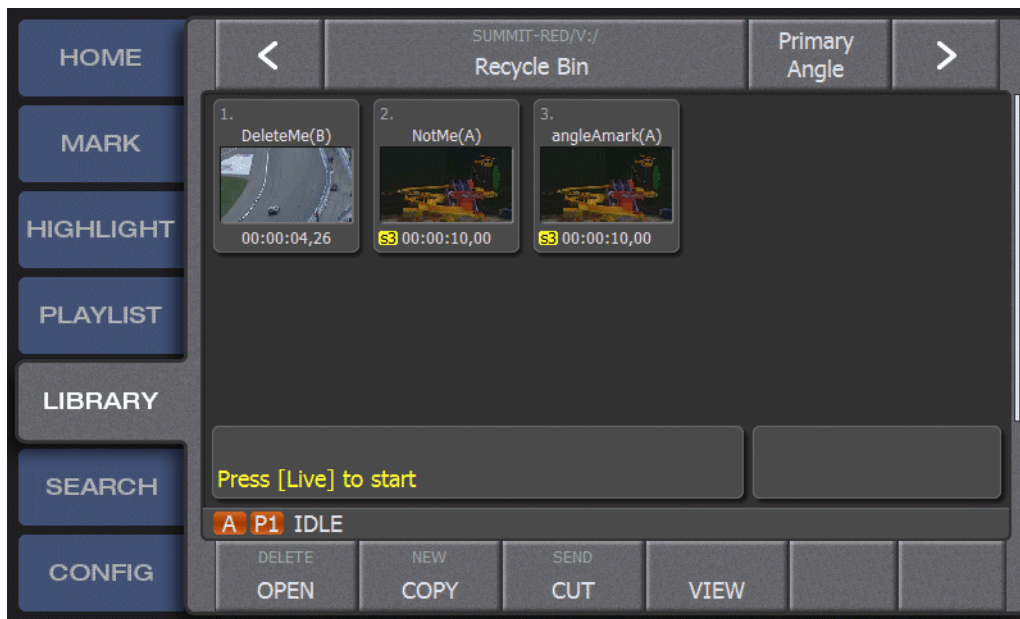 HOME
MARK
HIGHLIGHT
PLAYLIST
LIBRARY
SEARCH
CONFIG
<
SUMMIT-RED/V:/
Recycle Bin
Primary
Angle
>
1.
DeleteMe(B)
00:00:04,26
2.
NotMe(A)
S3 00:00:10,00
3.
angleAmark(A)
S3 00:00:10,00
Press [Live] to start
A P1 IDLE
DELETE
OPEN
NEW
COPY
SEND
CUT
VIEW